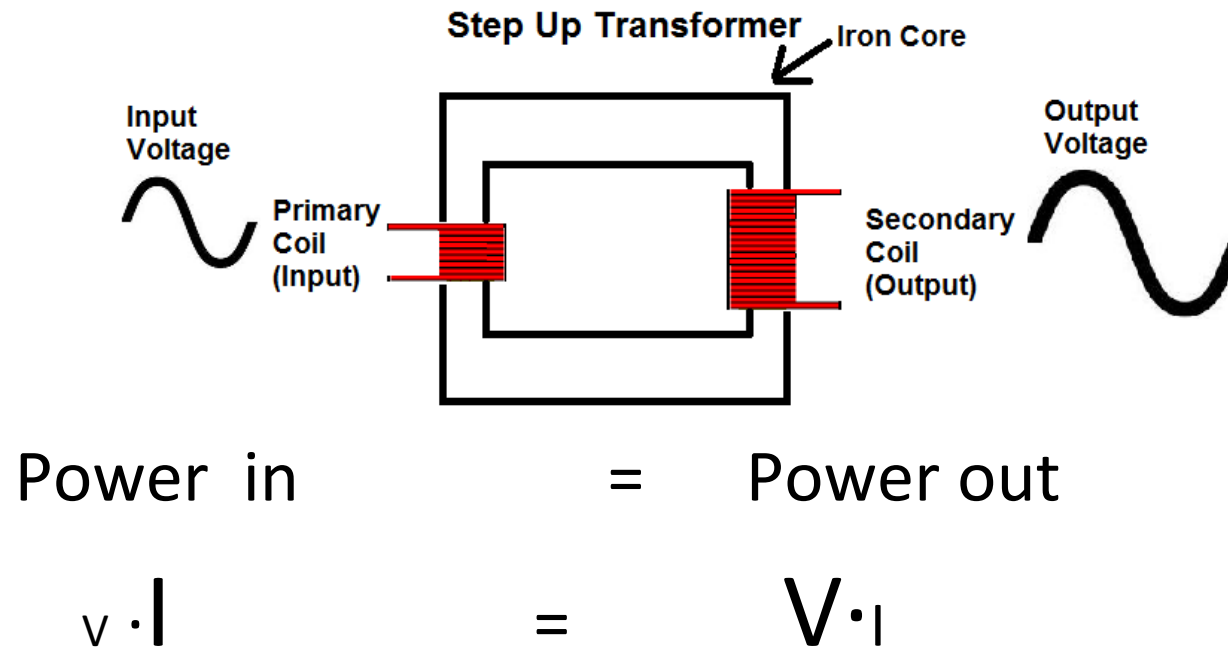 Step Up Transformer
Iron Core
Input
Voltage
Output
Voltage
Primary
Coil
(Input)
Secondary
Coil
(Output)
Power in = Power out
V · I = V · I